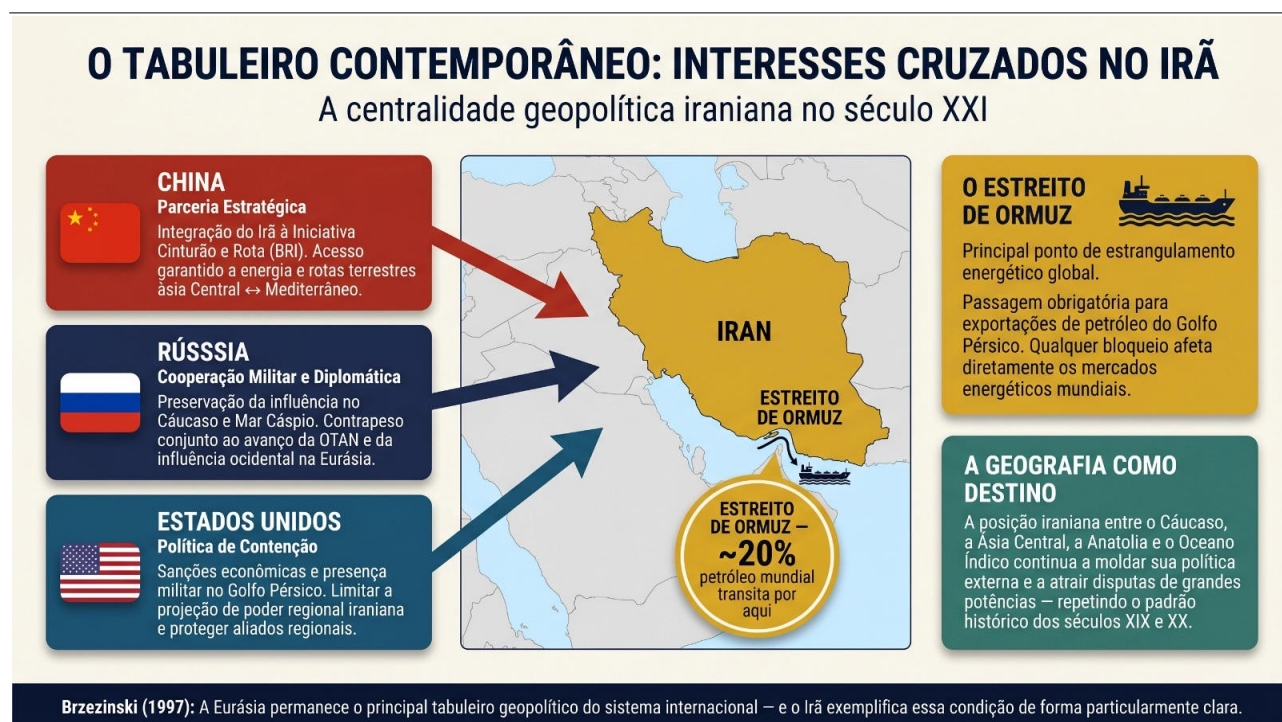 O TABULEIRO CONTEMPORÂNEO: INTERESSES CRUZADOS NO IRÃ
A centralidade geopolítica iraniana no século XXI
CHINA
Parceria Estratégica
Integração do Irã à Iniciativa
Cinturão e Rota (BRI). Acesso
garantido a energia e rotas terrestres
àsia Central ↔ Mediterrâneo.
RÚSSSIA
Cooperação Militar e Diplomática
Preservação da influência no
Cáucaso e Mar Cáspio. Contrapeso
conjunto ao avanço da OTAN e da
influência ocidental na Eurásia.
ESTADOS UNIDOS
Política de Contenção
Sanções econômicas e presença
militar no Golfo Pérsico. Limitar a
projeção de poder regional iraniana
e proteger aliados regionais.
IRAN
ESTREITO
DE ORMUZ
ESTREITO
DE ORMUZ —
~20%
petróleo mundial
transita por
aqui
O ESTREITO
DE ORMUZ
Principal ponto de estrangulamento
energético global.
Passagem obrigatória para
exportações de petróleo do Golfo
Pérsico. Qualquer bloqueio afeta
diretamente os mercados
energéticos mundiais.
A GEOGRAFIA COMO
DESTINO
A posição iraniana entre o Cáucaso,
a Ásia Central, a Anatolia e o Oceano
Índico continua a moldar sua política
externa e a atrair disputas de grandes
potências — repetindo o padrão
histórico dos séculos XIX e XX.
Brzezinski (1997): A Eurásia permanece o principal tabuleiro geopolítico do sistema internacional — e o Irã exemplifica essa condição de forma particularmente clara.